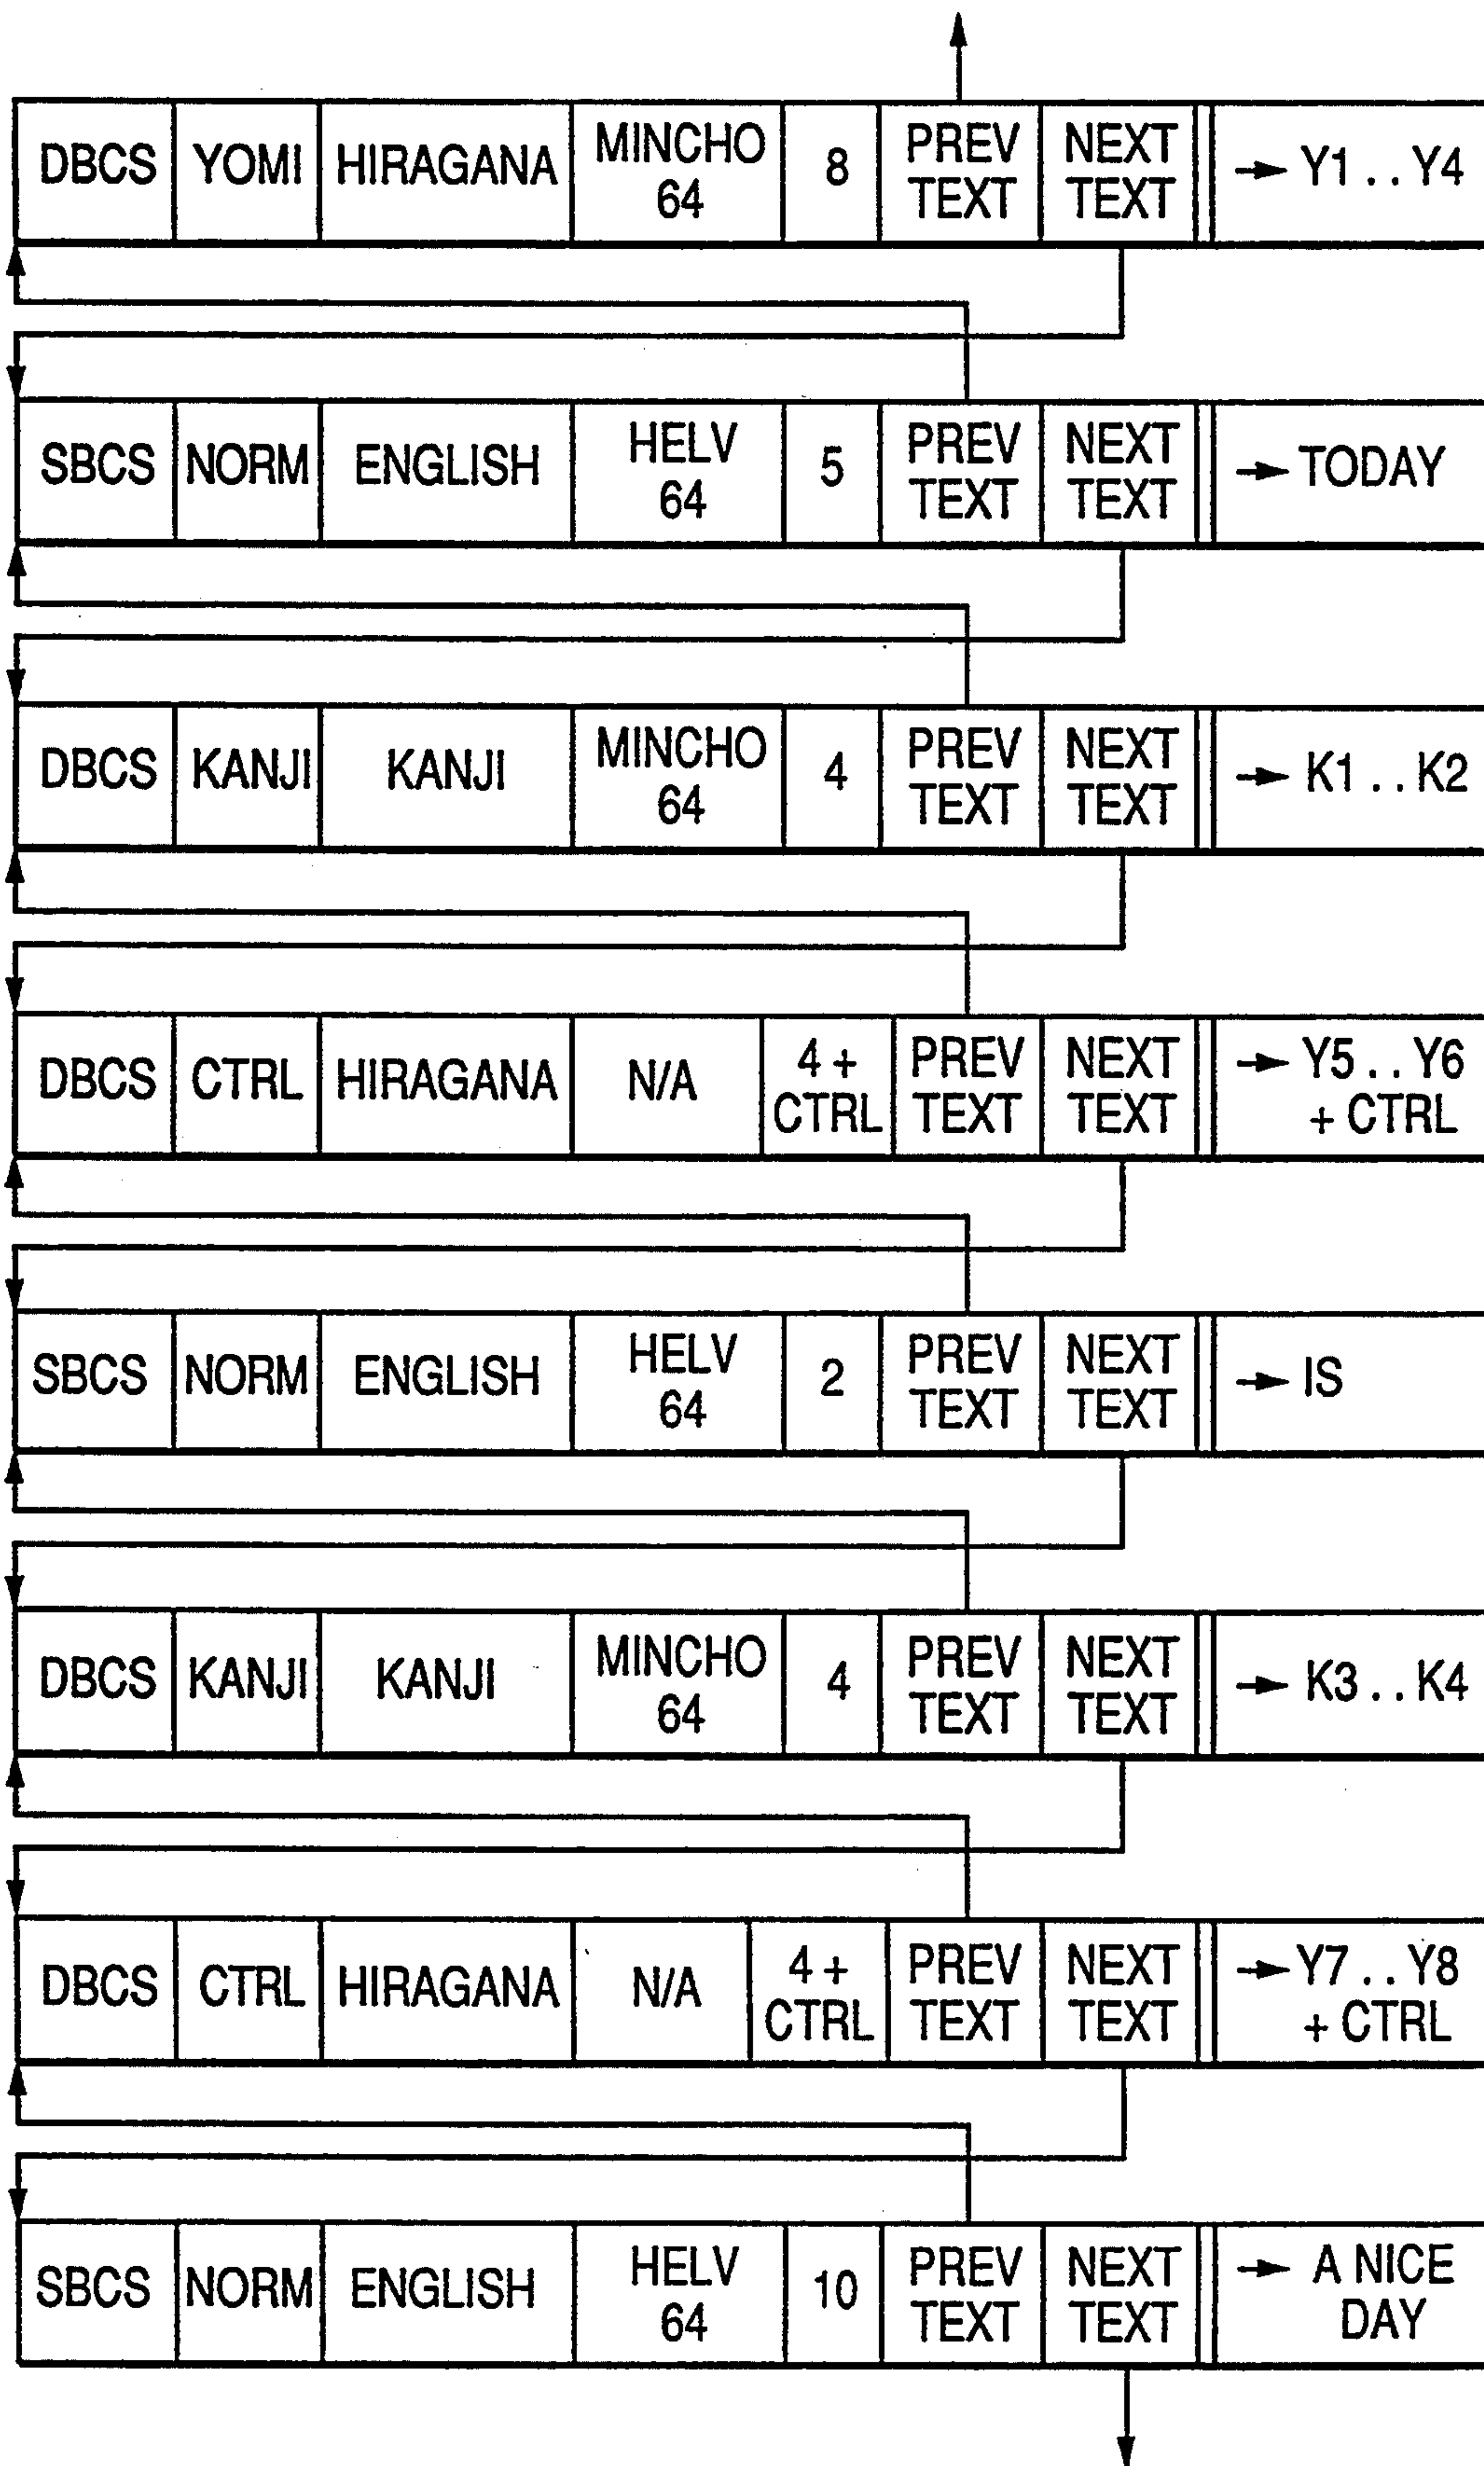 DBCS YOMI HIRAGANA MINCHO 64 8 PREV TEXT NEXT TEXT Y1 . . Y4
SBCS NORM ENGLISH HELV 64 5 PREV TEXT NEXT TEXT TODAY
DBCS KANJI KANJI MINCHO 64 4 PREV TEXT NEXT TEXT K1 . . K2
DBCS CTRL HIRAGANA N/A 4 + CTRL PREV TEXT NEXT TEXT Y5 . . Y6 + CTRL
SBCS NORM ENGLISH HELV 64 2 PREV TEXT NEXT TEXT IS
DBCS KANJI KANJI MINCHO 64 4 PREV TEXT NEXT TEXT K3 . . K4
DBCS CTRL HIRAGANA N/A 4 + CTRL PREV TEXT NEXT TEXT Y7 . . Y8 + CTRL
SBCS NORM ENGLISH HELV 64 10 PREV TEXT NEXT TEXT A NICE DAY